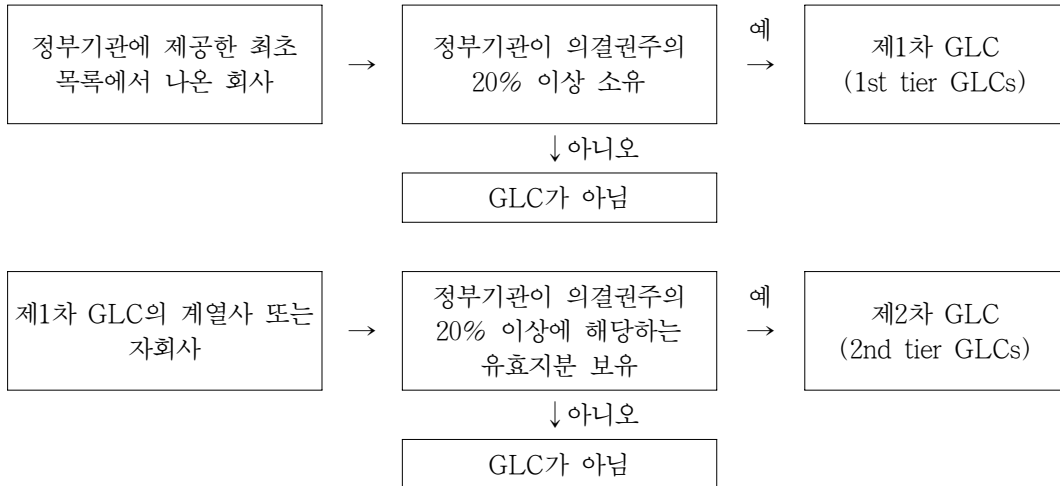 정부기관에 제공한 최초
목록에서 나온 회사
→
정부기관이 의결권주의
20% 이상 소유
예
→
제1차 GLC
(1st tier GLCs)
↓아니오
GLC가 아님
제1차 GLC의 계열사 또는
자회사
→
정부기관이 의결권주의
20% 이상에 해당하는
유효지분 보유
예
→
제2차 GLC
(2nd tier GLCs)
↓아니오
GLC가 아님